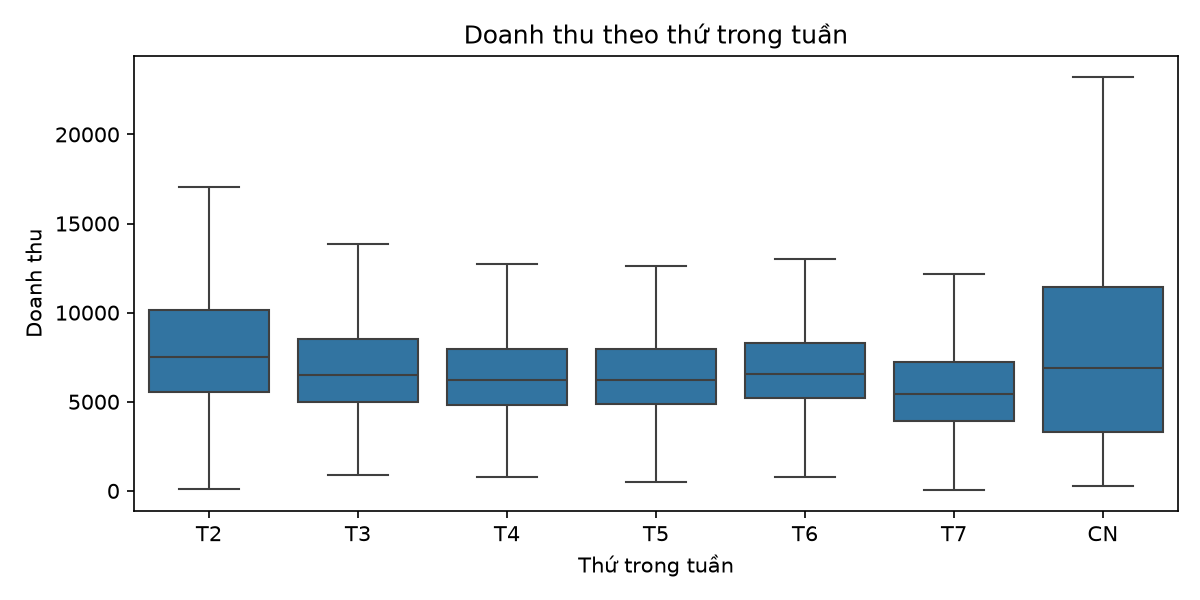 Doanh thu theo thứ trong tuần
Doanh thu
20000
15000
10000
5000
0
T2 T3 T4 T5 T6 T7 CN
Thứ trong tuần